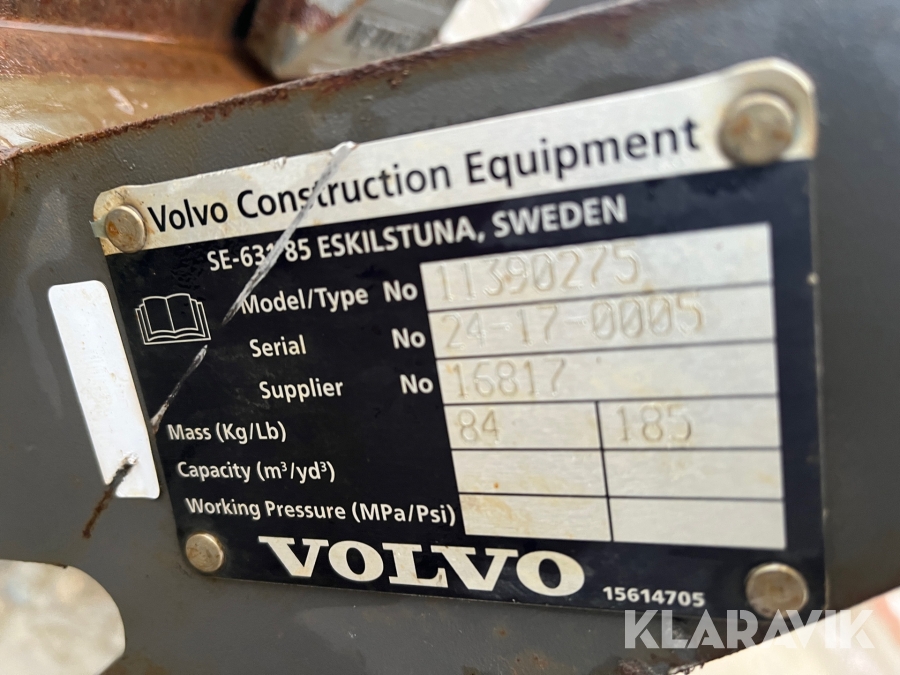 Volvo Construction Equipment
SE-631 85 ESKILSTUNA, SWEDEN
Model/Type No 11390275
Serial No 24-17-0005
Supplier No 16817
Mass (Kg/Lb) 84 185
Capacity (m³/yd³)
Working Pressure (MPa/Psi)
VOLVO 15614705
KLARAVIK